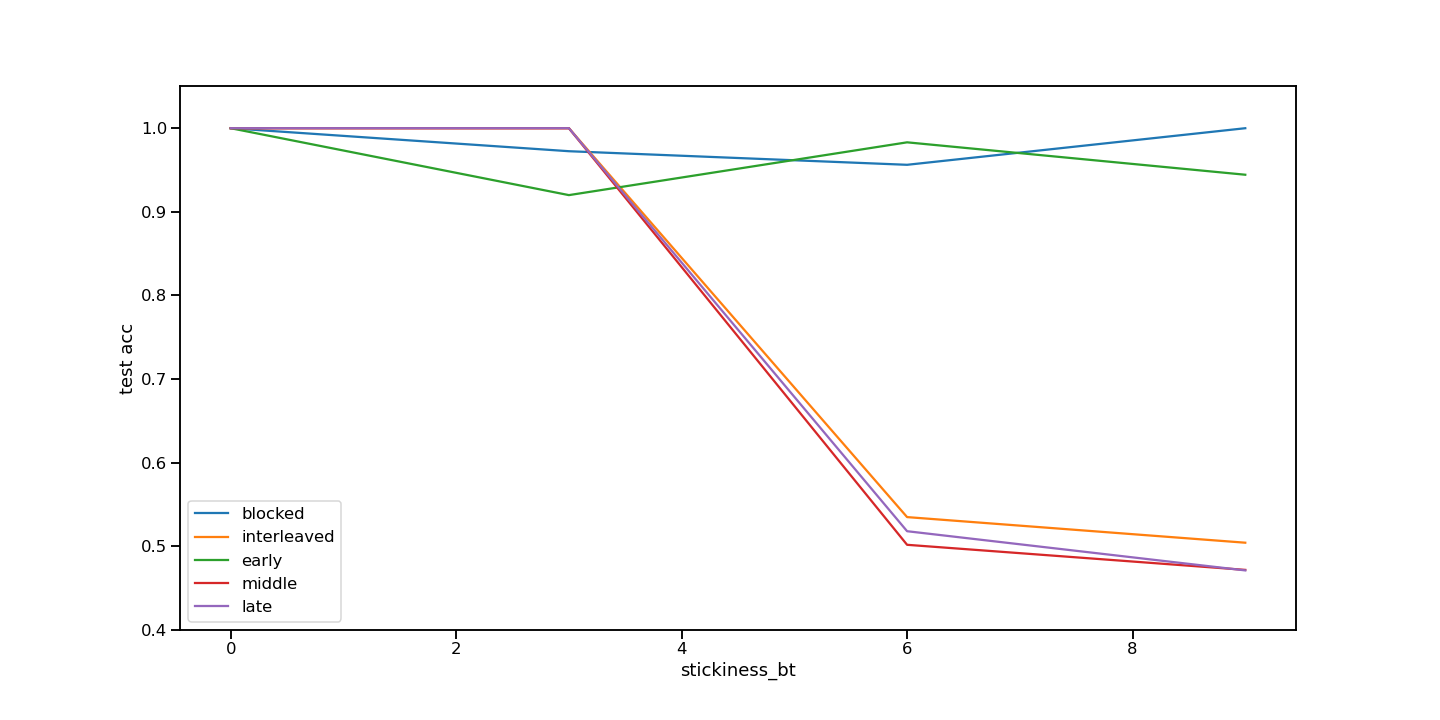 1.0
0.9
0.8
0.7
0.6
0.5
0.4
test acc
blocked
interleaved
early
middle
late
0 2 4 6 8
stickiness_bt